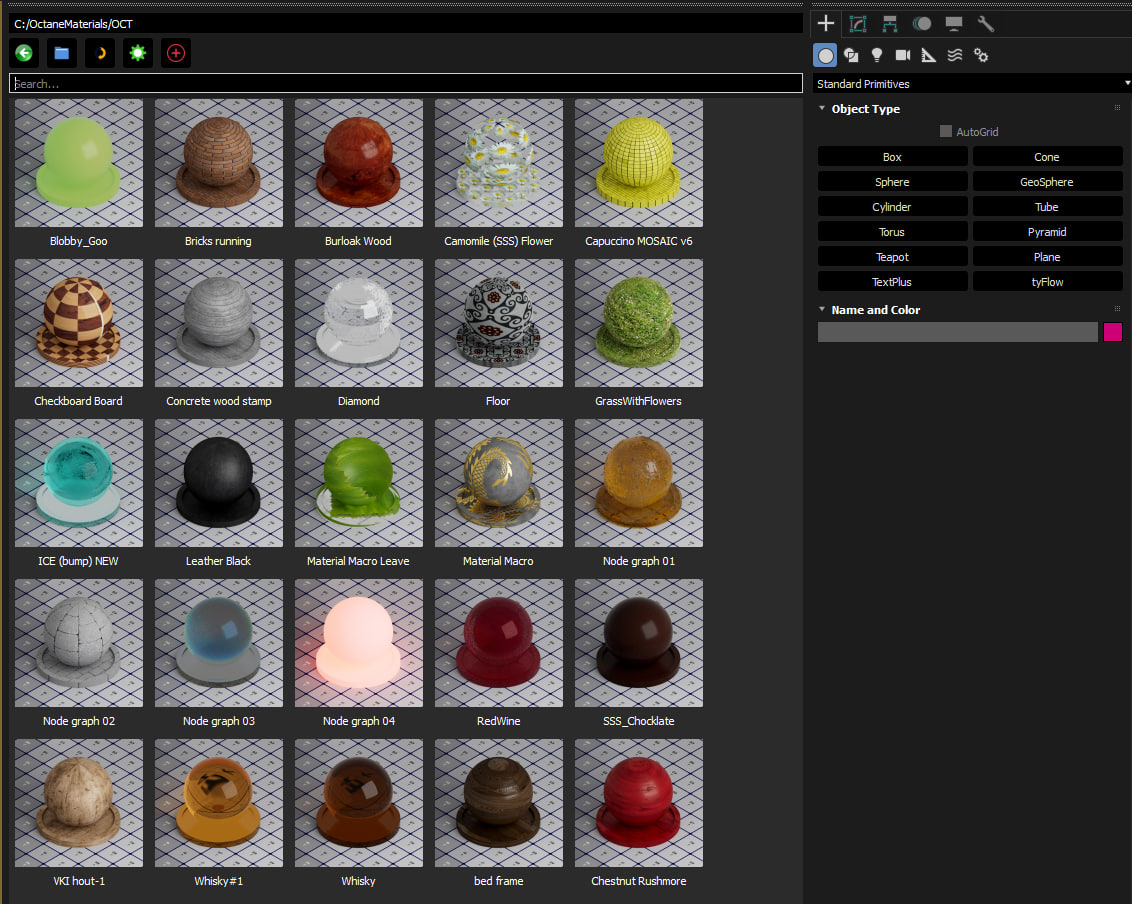 C:/OctaneMaterials/OCT
Search...
Blobby_Goo
Bricks running
Burloak Wood
Camomile (SSS) Flower
Capuccino MOSAIC v6
Checkboard Board
Concrete wood stamp
Diamond
Floor
GrassWithFlowers
ICE (bump) NEW
Leather Black
Material Macro Leave
Material Macro
Node graph 01
Node graph 02
Node graph 03
Node graph 04
RedWine
SSS_Chocklate
VKI hout-1
Whisky#1
Whisky
bed frame
Chestnut Rushmore
Standard Primitives
Object Type
AutoGrid
Box
Cone
Sphere
GeoSphere
Cylinder
Tube
Torus
Pyramid
Teapot
Plane
TextPlus
tyFlow
Name and Color